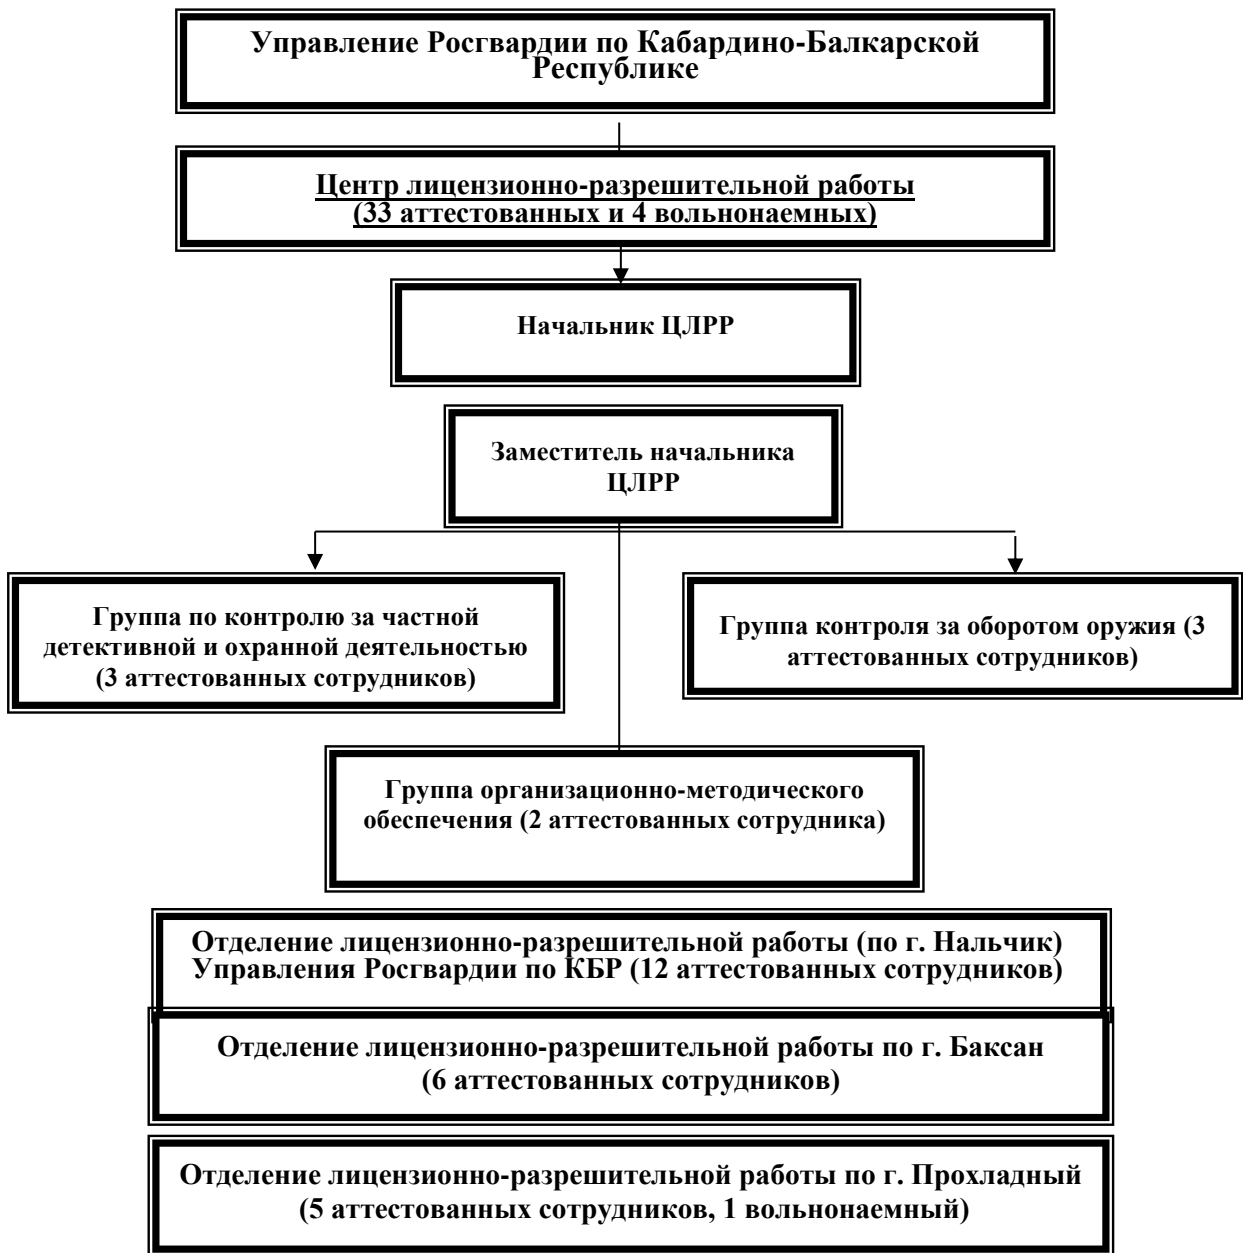 Управление Росгвардии по Кабардино-Балкарской
Республике
Центр лицензионно-разрешительной работы
(33 аттестованных и 4 вольнонаемных)
Начальник ЦЛРР
Заместитель начальника
ЦЛРР
Группа по контролю за частной
детективной и охранной деятельностью
(3 аттестованных сотрудников)
Группа контроля за оборотом оружия (3
аттестованных сотрудников)
Группа организационно-методического
обеспечения (2 аттестованных сотрудника)
Отделение лицензионно-разрешительной работы (по г. Нальчик)
Управления Росгвардии по КБР (12 аттестованных сотрудников)
Отделение лицензионно-разрешительной работы по г. Баксан
(6 аттестованных сотрудников)
Отделение лицензионно-разрешительной работы по г. Прохладный
(5 аттестованных сотрудников, 1 вольнонаемный)